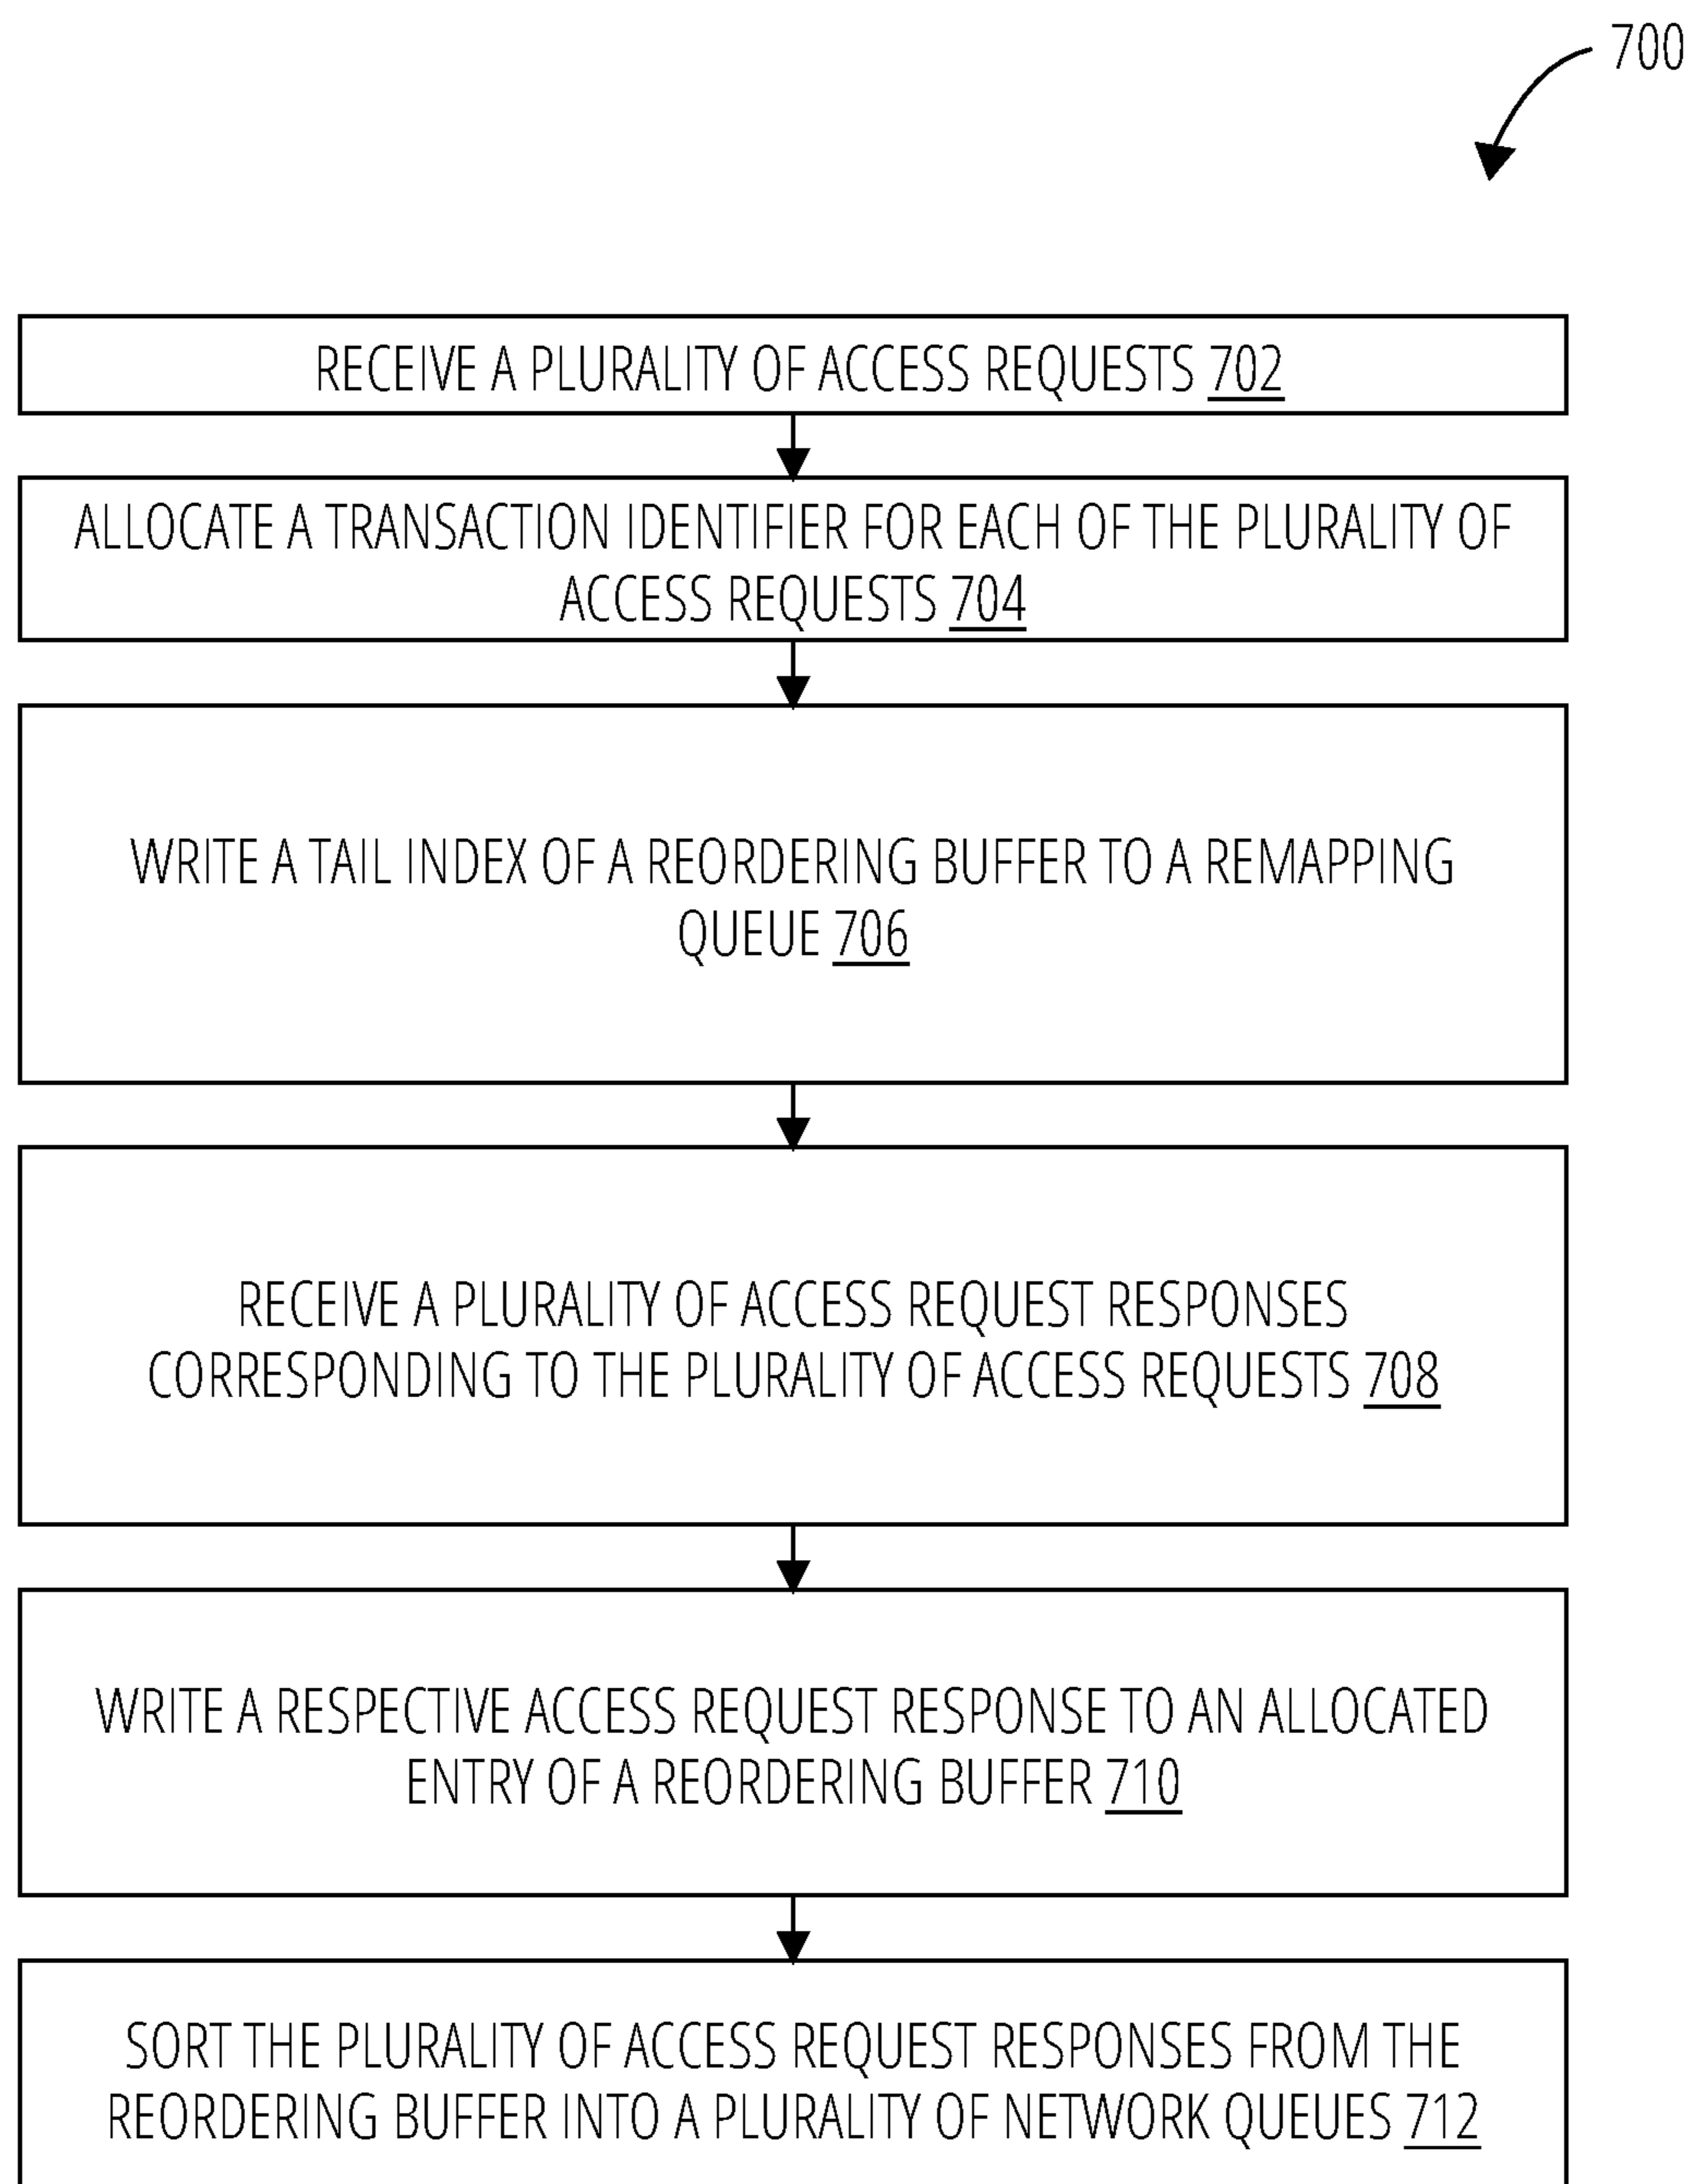 700
RECEIVE A PLURALITY OF ACCESS REQUESTS 702
ALLOCATE A TRANSACTION IDENTIFIER FOR EACH OF THE PLURALITY OF
ACCESS REQUESTS 704
WRITE A TAIL INDEX OF A REORDERING BUFFER TO A REMAPPING
QUEUE 706
RECEIVE A PLURALITY OF ACCESS REQUEST RESPONSES
CORRESPONDING TO THE PLURALITY OF ACCESS REQUESTS 708
WRITE A RESPECTIVE ACCESS REQUEST RESPONSE TO AN ALLOCATED
ENTRY OF A REORDERING BUFFER 710
SORT THE PLURALITY OF ACCESS REQUEST RESPONSES FROM THE
REORDERING BUFFER INTO A PLURALITY OF NETWORK QUEUES 712